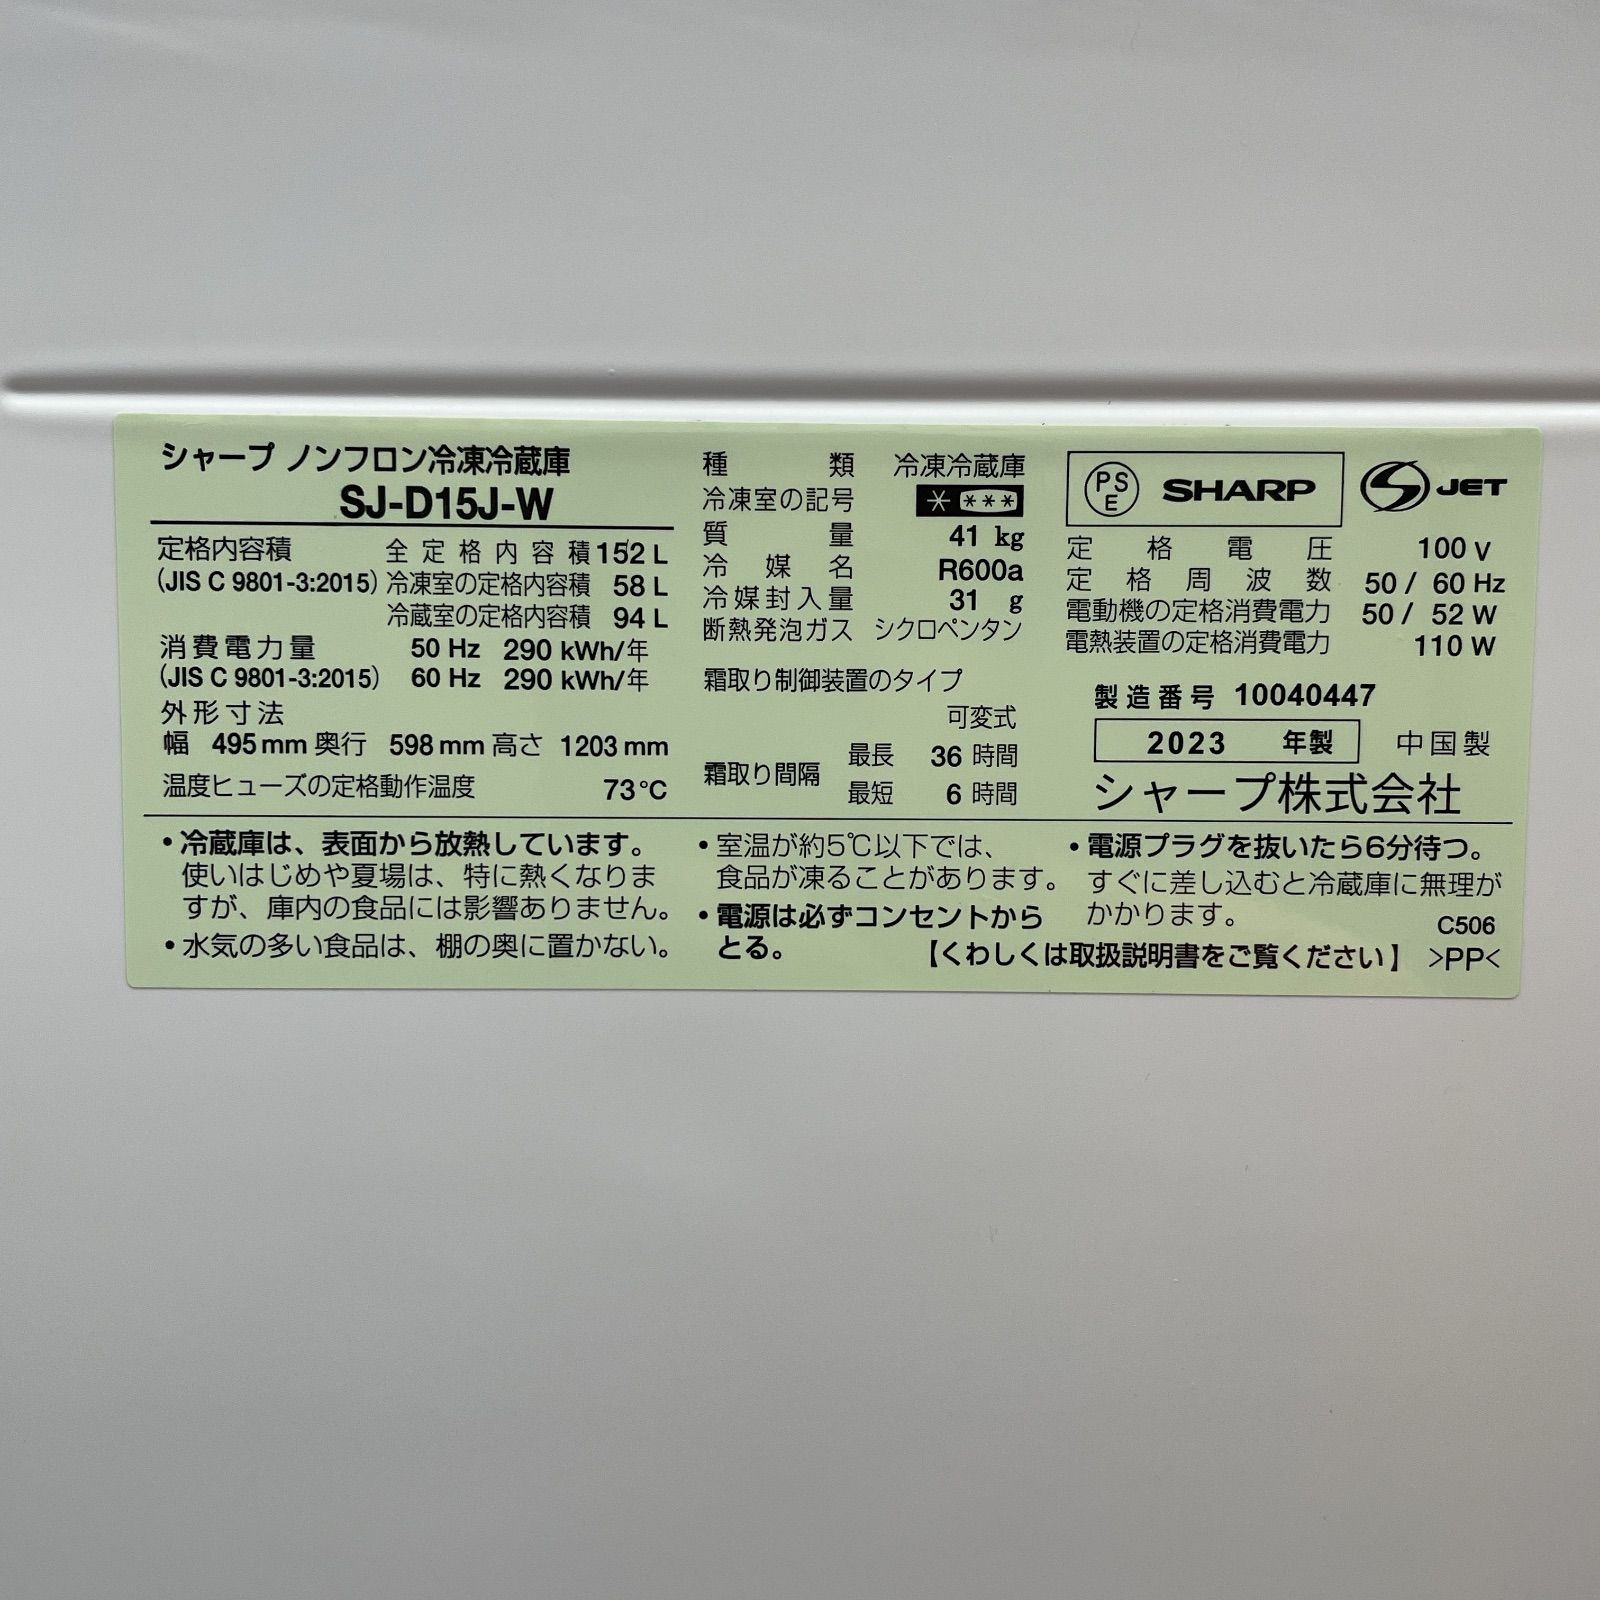 シャープ ノンフロン冷凍冷蔵庫
SJ-D15J-W
定格内容積 全定格内容積 152 L
(JIS C 9801-3:2015) 冷凍室の定格内容積 58 L
冷蔵室の定格内容積 94 L
消費電力量 50 Hz 290 kWh/年
(JIS C 9801-3:2015) 60 Hz 290 kWh/年
外形寸法
幅 495 mm 奥行 598 mm 高さ 1203 mm
温度ヒューズの定格動作温度 73℃
種類 冷凍冷蔵庫
冷凍室の記号 * ***
質量 41 kg
冷媒名 R600a
冷媒封入量 31 g
断熱発泡ガス シクロペンタン
霜取り制御装置のタイプ
可変式
霜取り間隔 最長 36 時間
最短 6 時間
PSE SHARP S JET
定格電圧 100 V
定格周波数 50 / 60 Hz
電動機の定格消費電力 50 / 52 W
電熱装置の定格消費電力 110 W
製造番号 10040447
2023 年製 中国製
シャープ株式会社
・冷蔵庫は、表面から放熱しています。
使いはじめや夏場は、特に熱くなりま
すが、庫内の食品には影響ありません。
・水気の多い食品は、棚の奥に置かない。
・室温が約5℃以下では、
食品が凍ることがあります。
・電源は必ずコンセントから
とる。
・電源プラグを抜いたら6分待つ。
すぐに差し込むと冷蔵庫に無理が
かかります。
C506
【くわしくは取扱説明書をご覧ください】 >PP<